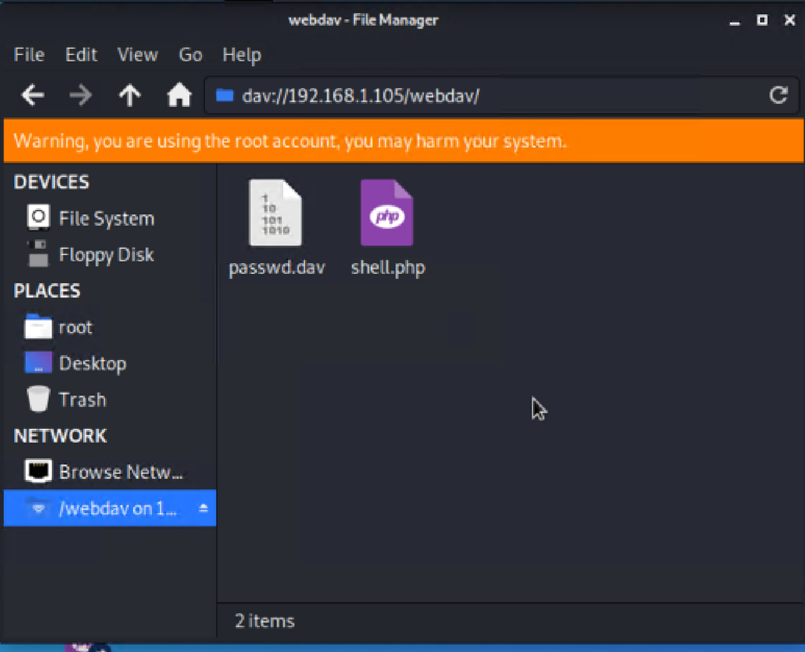 webdav - File Manager
File Edit View Go Help
dav://192.168.1.105/webdav/
Warning, you are using the root account, you may harm your system.
DEVICES
File System
Floppy Disk
PLACES
root
Desktop
Trash
NETWORK
Browse Netw...
/webdav on 1...
1
10
101
1010
php
passwd.dav shell.php
2 items